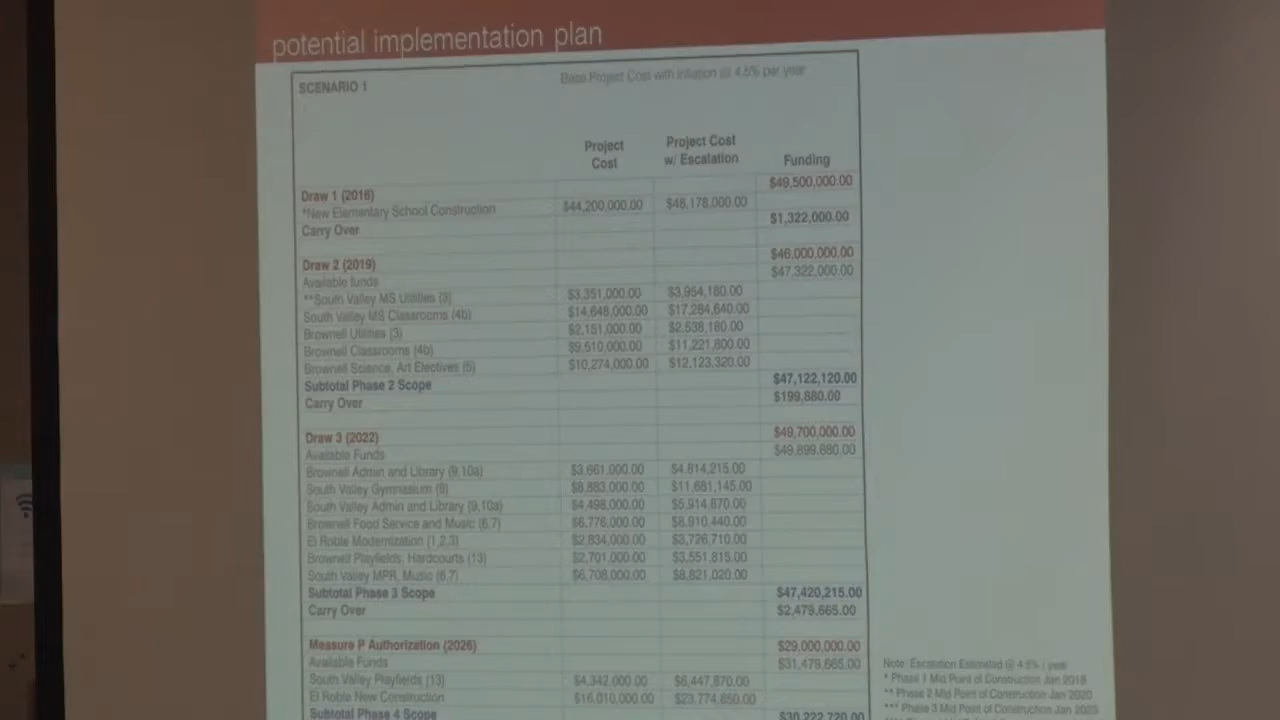 potential implementation plan
SCENARIO 1
Base Project Cost with inflation @ 4.5% per year
Project Cost
Project Cost w/ Escalation
Funding
Draw 1 (2016) $49,500,000.00
*New Elementary School Construction $44,200,000.00 $48,178,000.00
Carry Over $1,322,000.00
Draw 2 (2019) $46,000,000.00
Available funds $47,322,000.00
**South Valley MS Utilities (3) $3,351,000.00 $3,954,180.00
South Valley MS Classrooms (4b) $14,648,000.00 $17,284,640.00
Brownell Utilities (3) $2,151,000.00 $2,538,180.00
Brownell Classrooms (4b) $9,510,000.00 $11,221,800.00
Brownell Science, Art Electives (5) $10,274,000.00 $12,123,320.00
Subtotal Phase 2 Scope $47,122,120.00
Carry Over $199,880.00
Draw 3 (2022) $49,700,000.00
Available Funds $49,899,880.00
Brownell Admin and Library (9,10a) $3,661,000.00 $4,814,215.00
South Valley Gymnasium (8) $8,883,000.00 $11,681,145.00
South Valley Admin and Library (9,10a) $4,498,000.00 $5,914,870.00
Brownell Food Service and Music (6,7) $6,776,000.00 $8,910,440.00
El Roble Modernization (1,2,3) $2,834,000.00 $3,726,710.00
Brownell Playfields, Hardcourts (13) $2,701,000.00 $3,551,815.00
South Valley MPR, Music (6,7) $6,708,000.00 $8,821,020.00
Subtotal Phase 3 Scope $47,420,215.00
Carry Over $2,479,665.00
Measure P Authorization (2026) $29,000,000.00
Available Funds $31,479,665.00
South Valley Playfields (13) $4,342,000.00 $6,447,870.00
El Roble New Construction $16,010,000.00 $23,774,850.00
Subtotal Phase 4 Scope $30,222,720.00
Note: Escalation Estimated @ 4.5% / year
* Phase 1 Mid Point of Construction Jan 2018
** Phase 2 Mid Point of Construction Jan 2020
*** Phase 3 Mid Point of Construction Jan 2023